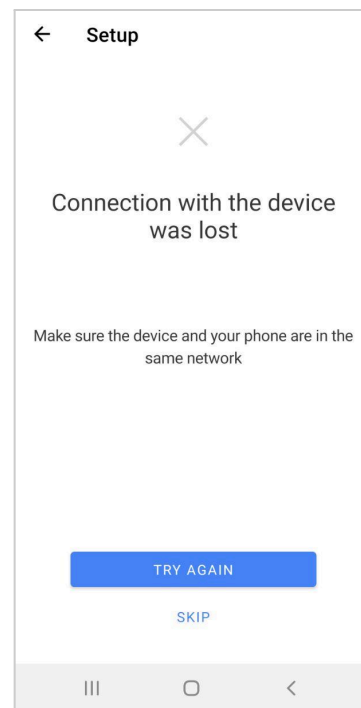 Setup
Connection with the device
was lost
Make sure the device and your phone are in the
same network
TRY AGAIN
SKIP